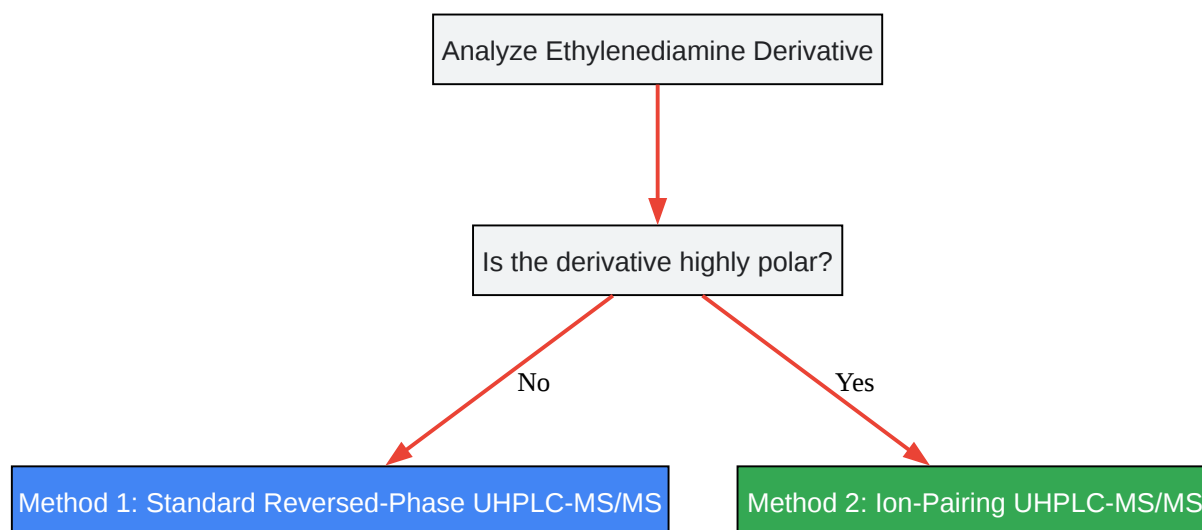 Analyze Ethylenediamine Derivative
Is the derivative highly polar?
No
Yes
Method 1: Standard Reversed-Phase UHPLC-MS/MS
Method 2: Ion-Pairing UHPLC-MS/MS